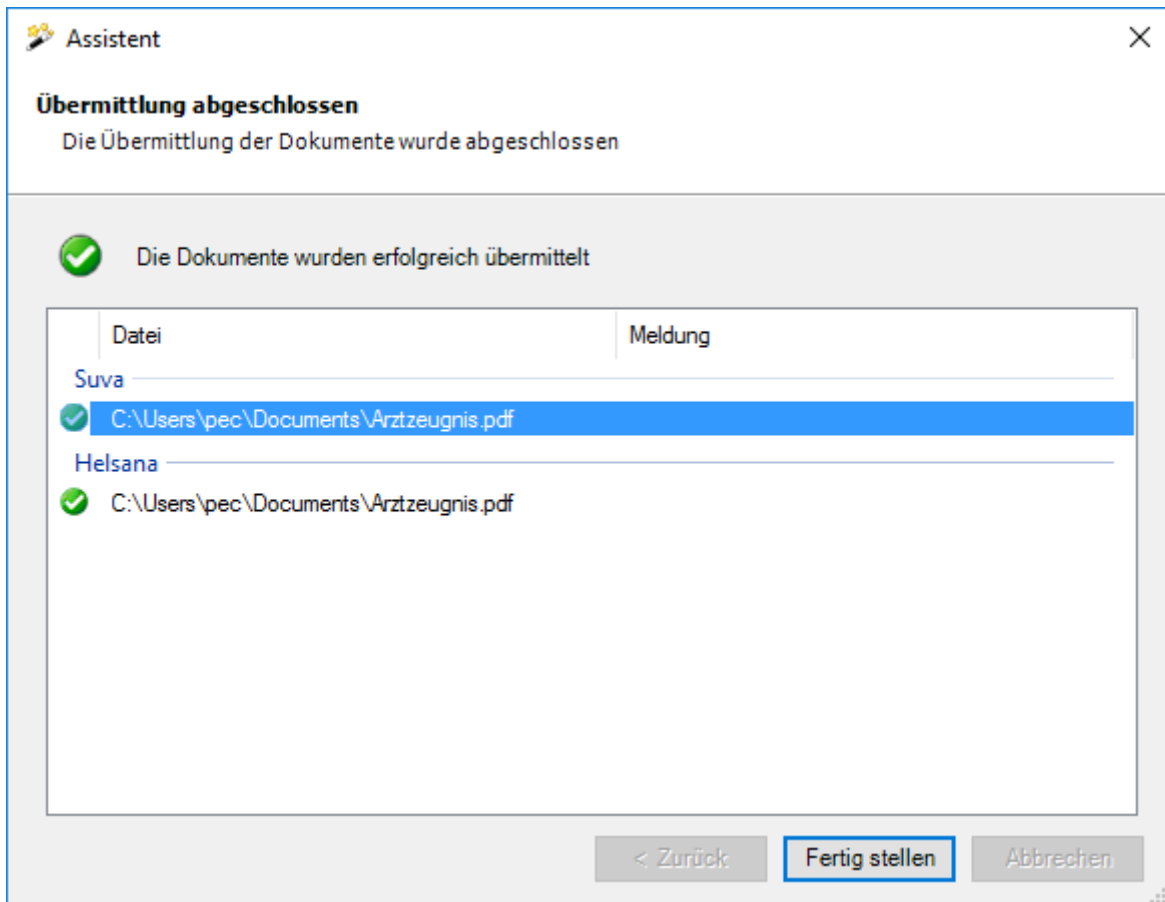 Assistent
Übermittlung abgeschlossen
Die Übermittlung der Dokumente wurde abgeschlossen
Die Dokumente wurden erfolgreich übermittelt
Datei Meldung
Suva
C:\Users\pec\Documents\Arztzeugnis.pdf
Helsana
C:\Users\pec\Documents\Arztzeugnis.pdf
< Zurück Fertig stellen Abbrechen